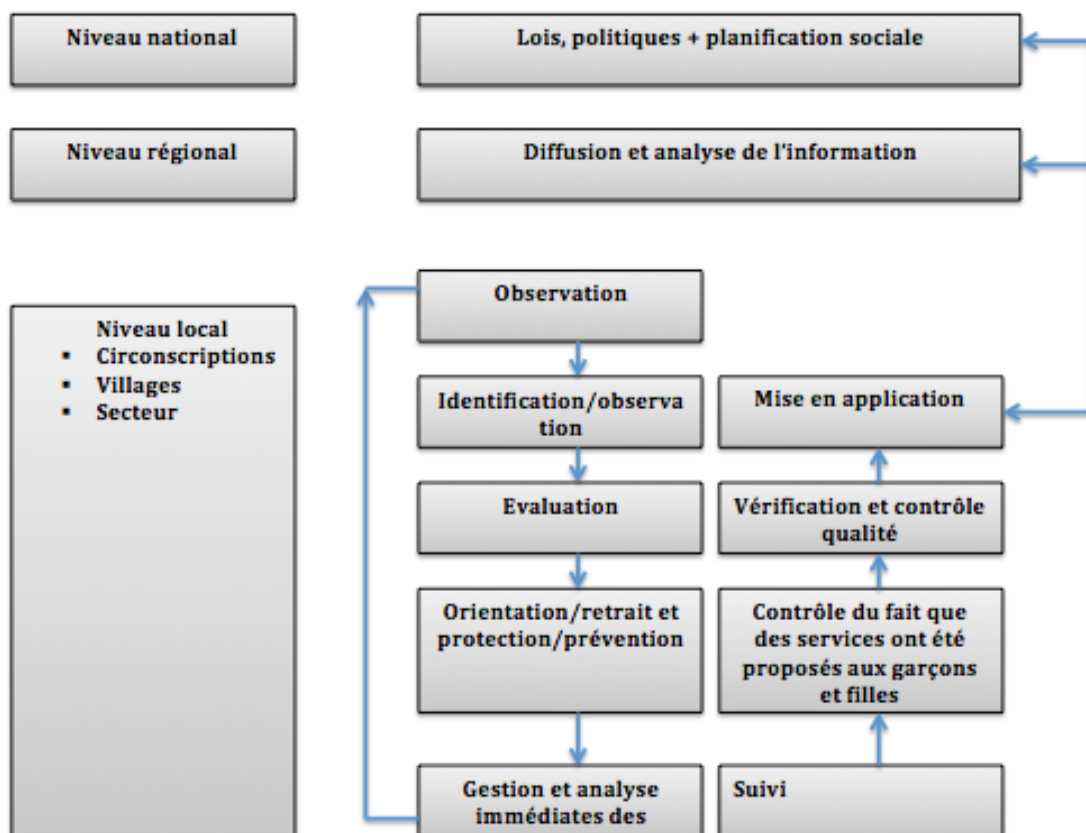 Niveau national
Lois, politiques + planification sociale
Niveau régional
Diffusion et analyse de l'information
Niveau local
▪ Circonscriptions
▪ Villages
▪ Secteur
Observation
Identification/observa
tion
Evaluation
Orientation/retrait et
protection/prévention
Gestion et analyse
immédiates des
Mise en application
Vérification et contrôle
qualité
Contrôle du fait que
des services ont été
proposés aux garçons
et filles
Suivi